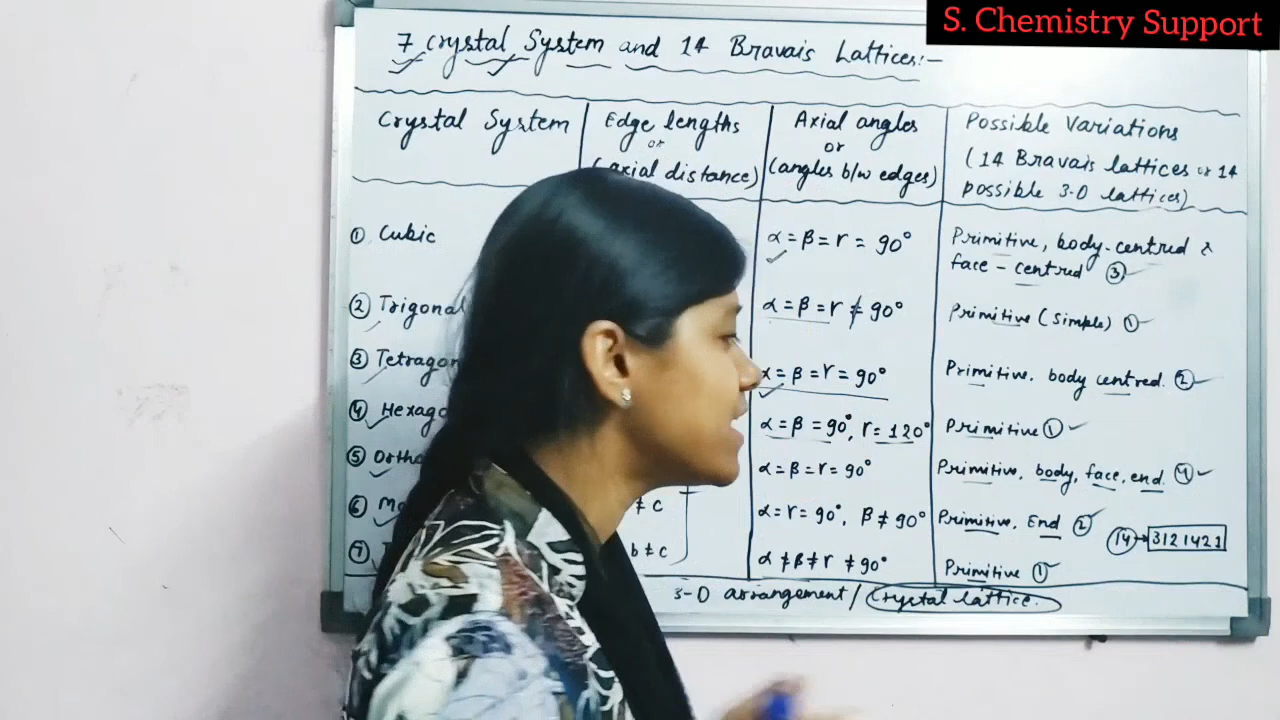 S. Chemistry Support
7 Crystal System and 14 Bravais Lattices:-
Crystal System
Edge lengths
or
(axial distance)
Axial angles
or
(angles b/w edges)
Possible Variations
(14 Bravais lattices or 14
possible 3-D lattices)
① Cubic
α = β = r = 90°
Primitive, body-centred &
face - centred ③
② Trigonal
α = β = r ≠ 90°
Primitive (Simple) ①
③ Tetragon
α = β = r = 90°
Primitive, body centred. ②
④ Hexago
α = β = 90°, r = 120°
Primitive ①
⑤ Ortho
α = β = r = 90°
Primitive, body, face, end. ④
⑥ Mo
≠ c
α = r = 90°, β ≠ 90°
Primitive, End ②
14 → 3121421
⑦
b ≠ c
α ≠ β ≠ r ≠ 90°
Primitive ①
3-D arrangement / Crystal lattice.